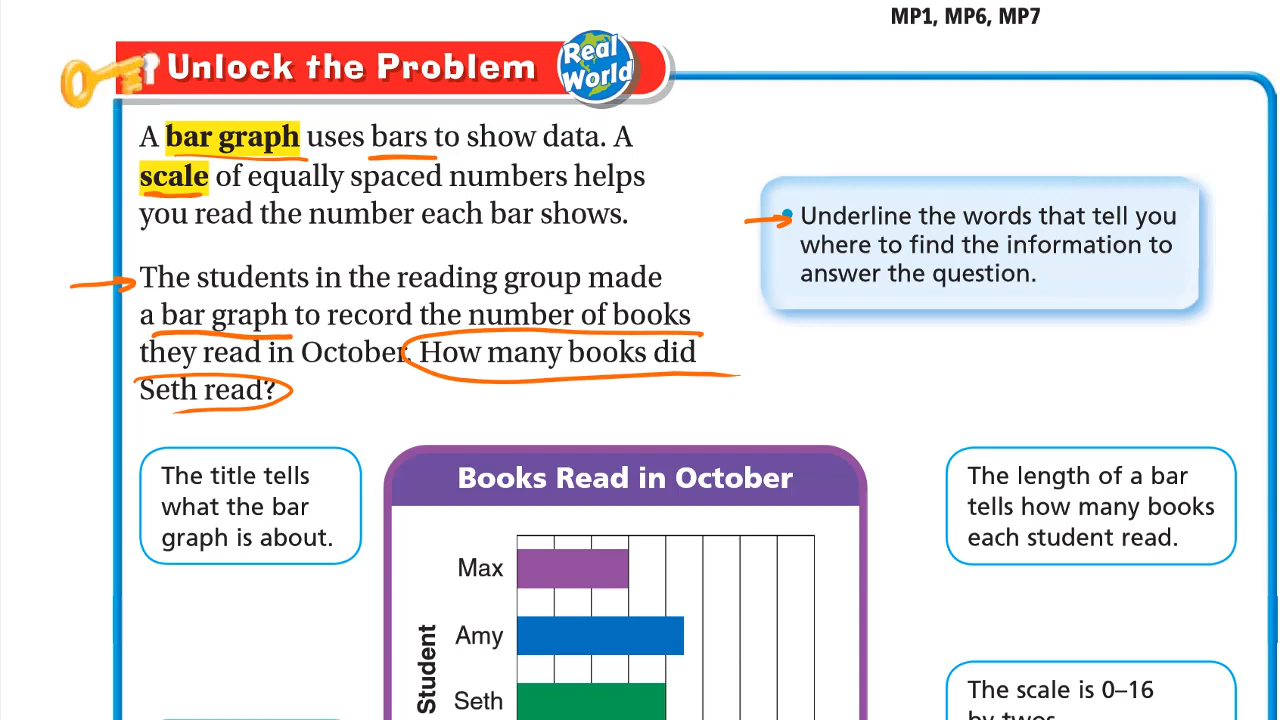 MP1, MP6, MP7
Unlock the Problem
Real
World
A bar graph uses bars to show data. A
scale of equally spaced numbers helps
you read the number each bar shows.
Underline the words that tell you
where to find the information to
answer the question.
The students in the reading group made
a bar graph to record the number of books
they read in October. How many books did
Seth read?
The title tells
what the bar
graph is about.
Books Read in October
The length of a bar
tells how many books
each student read.
Max
Amy
Student
Seth
The scale is 0–16
by twos